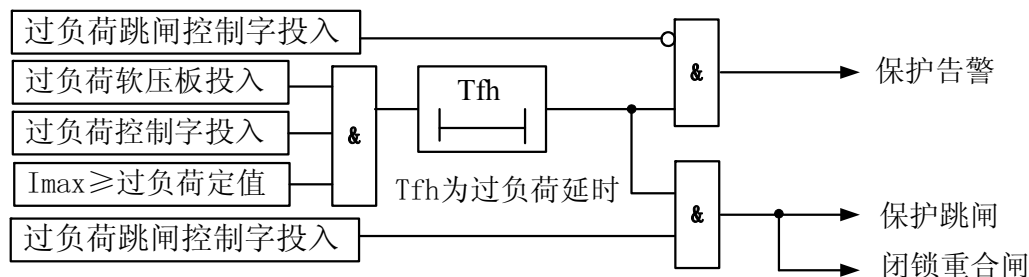 过负荷跳闸控制字投入
过负荷软压板投入
过负荷控制字投入
Imax≥过负荷定值
过负荷跳闸控制字投入
&
Tfh
Tfh为过负荷延时
&
保护告警
&
保护跳闸
闭锁重合闸